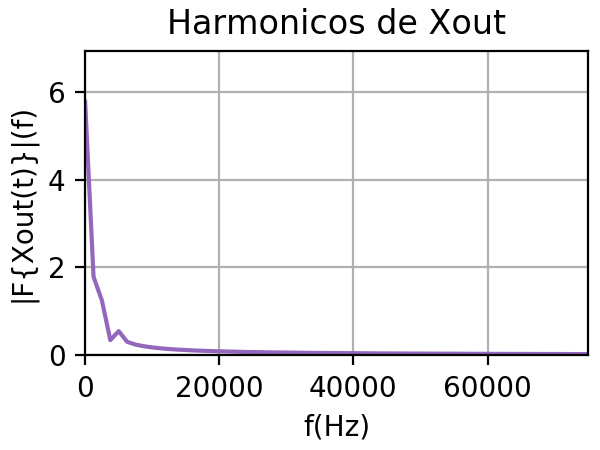 Harmonicos de Xout
|F{Xout(t)}|(f)
6
4
2
0
0 20000 40000 60000
f(Hz)